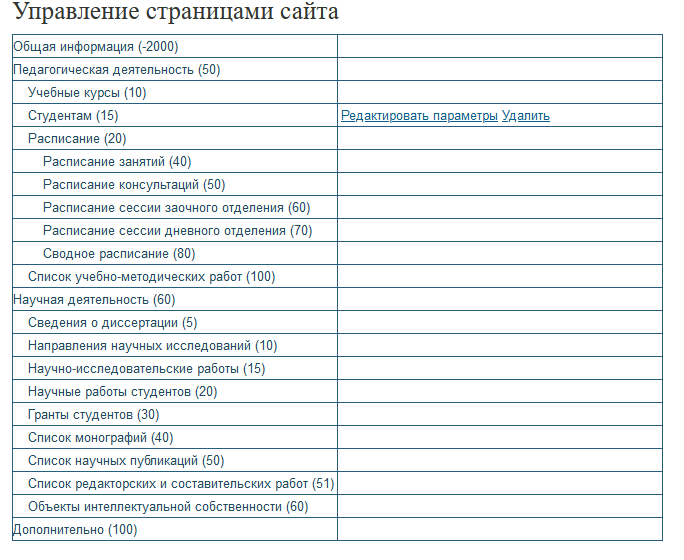 Управление страницами сайта
Общая информация (-2000)
Педагогическая деятельность (50)
Учебные курсы (10)
Студентам (15) Редактировать параметры Удалить
Расписание (20)
Расписание занятий (40)
Расписание консультаций (50)
Расписание сессии заочного отделения (60)
Расписание сессии дневного отделения (70)
Сводное расписание (80)
Список учебно-методических работ (100)
Научная деятельность (60)
Сведения о диссертации (5)
Направления научных исследований (10)
Научно-исследовательские работы (15)
Научные работы студентов (20)
Гранты студентов (30)
Список монографий (40)
Список научных публикаций (50)
Список редакторских и составительских работ (51)
Объекты интеллектуальной собственности (60)
Дополнительно (100)